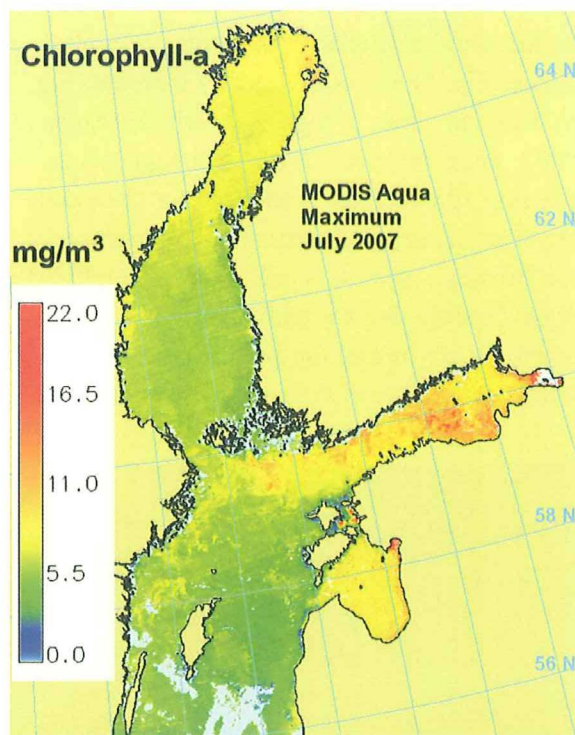 Chlorophyll-a
64 N
MODIS Aqua
Maximum
July 2007
62 N
mg/m³
22.0
16.5
11.0
5.5
0.0
58 N
56 N